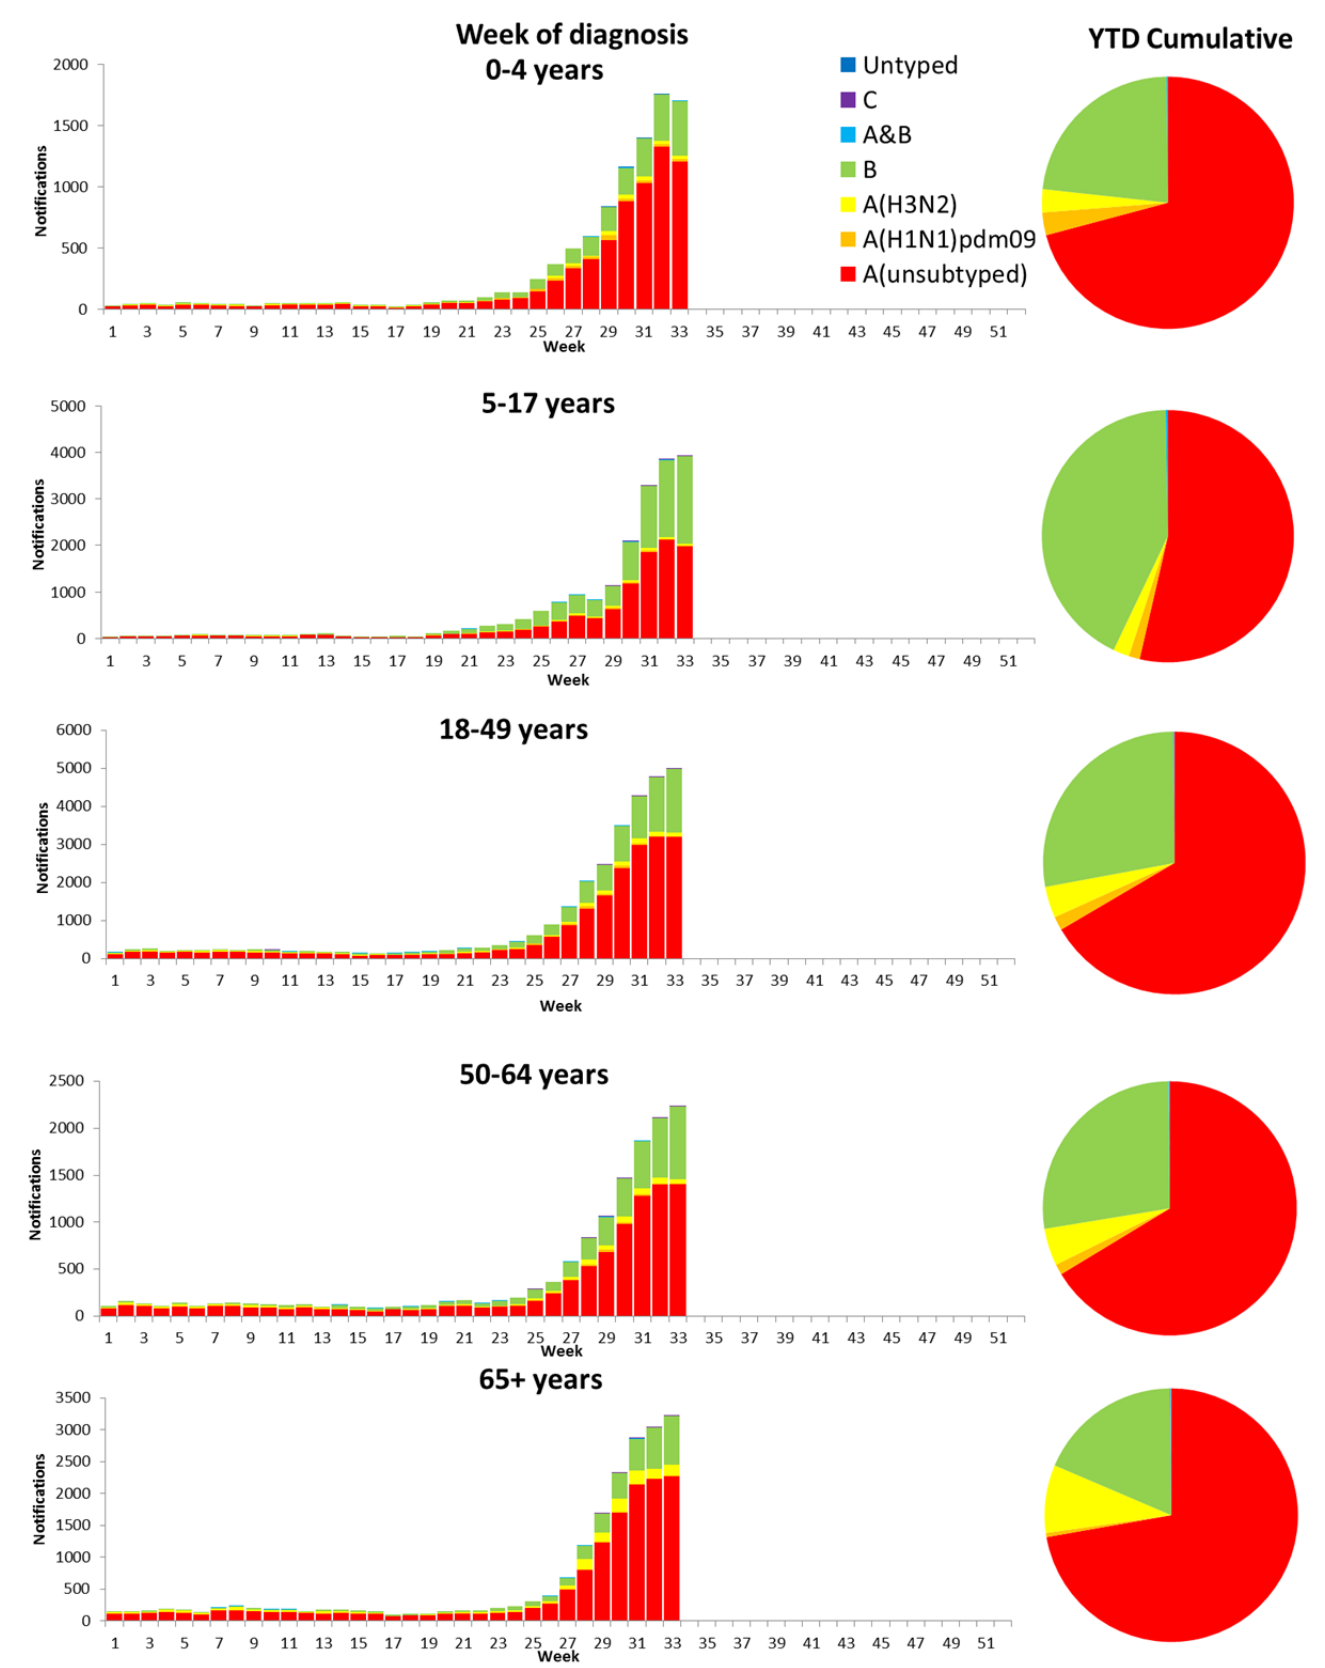 Week of diagnosis
YTD Cumulative
0-4 years
Untyped
C
A&B
B
A(H3N2)
A(H1N1)pdm09
A(unsubtyped)
Notifications
2000
1500
1000
500
0
1 3 5 7 9 11 13 15 17 19 21 23 25 27 29 31 33 35 37 39 41 43 45 47 49 51
Week
5-17 years
Notifications
5000
4000
3000
2000
1000
0
1 3 5 7 9 11 13 15 17 19 21 23 25 27 29 31 33 35 37 39 41 43 45 47 49 51
Week
18-49 years
Notifications
6000
5000
4000
3000
2000
1000
0
1 3 5 7 9 11 13 15 17 19 21 23 25 27 29 31 33 35 37 39 41 43 45 47 49 51
Week
50-64 years
Notifications
2500
2000
1500
1000
500
0
1 3 5 7 9 11 13 15 17 19 21 23 25 27 29 31 33 35 37 39 41 43 45 47 49 51
Week
65+ years
Notifications
3500
3000
2500
2000
1500
1000
500
0
1 3 5 7 9 11 13 15 17 19 21 23 25 27 29 31 33 35 37 39 41 43 45 47 49 51
Week